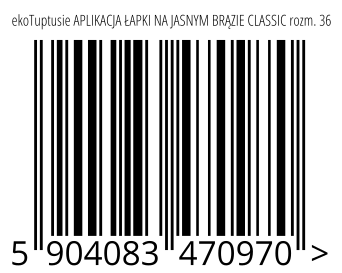 ekoTuptusie APLIKACJA ŁAPKI NA JASNYM BRĄZIE CLASSIC rozm. 36
5 904083 470970 >